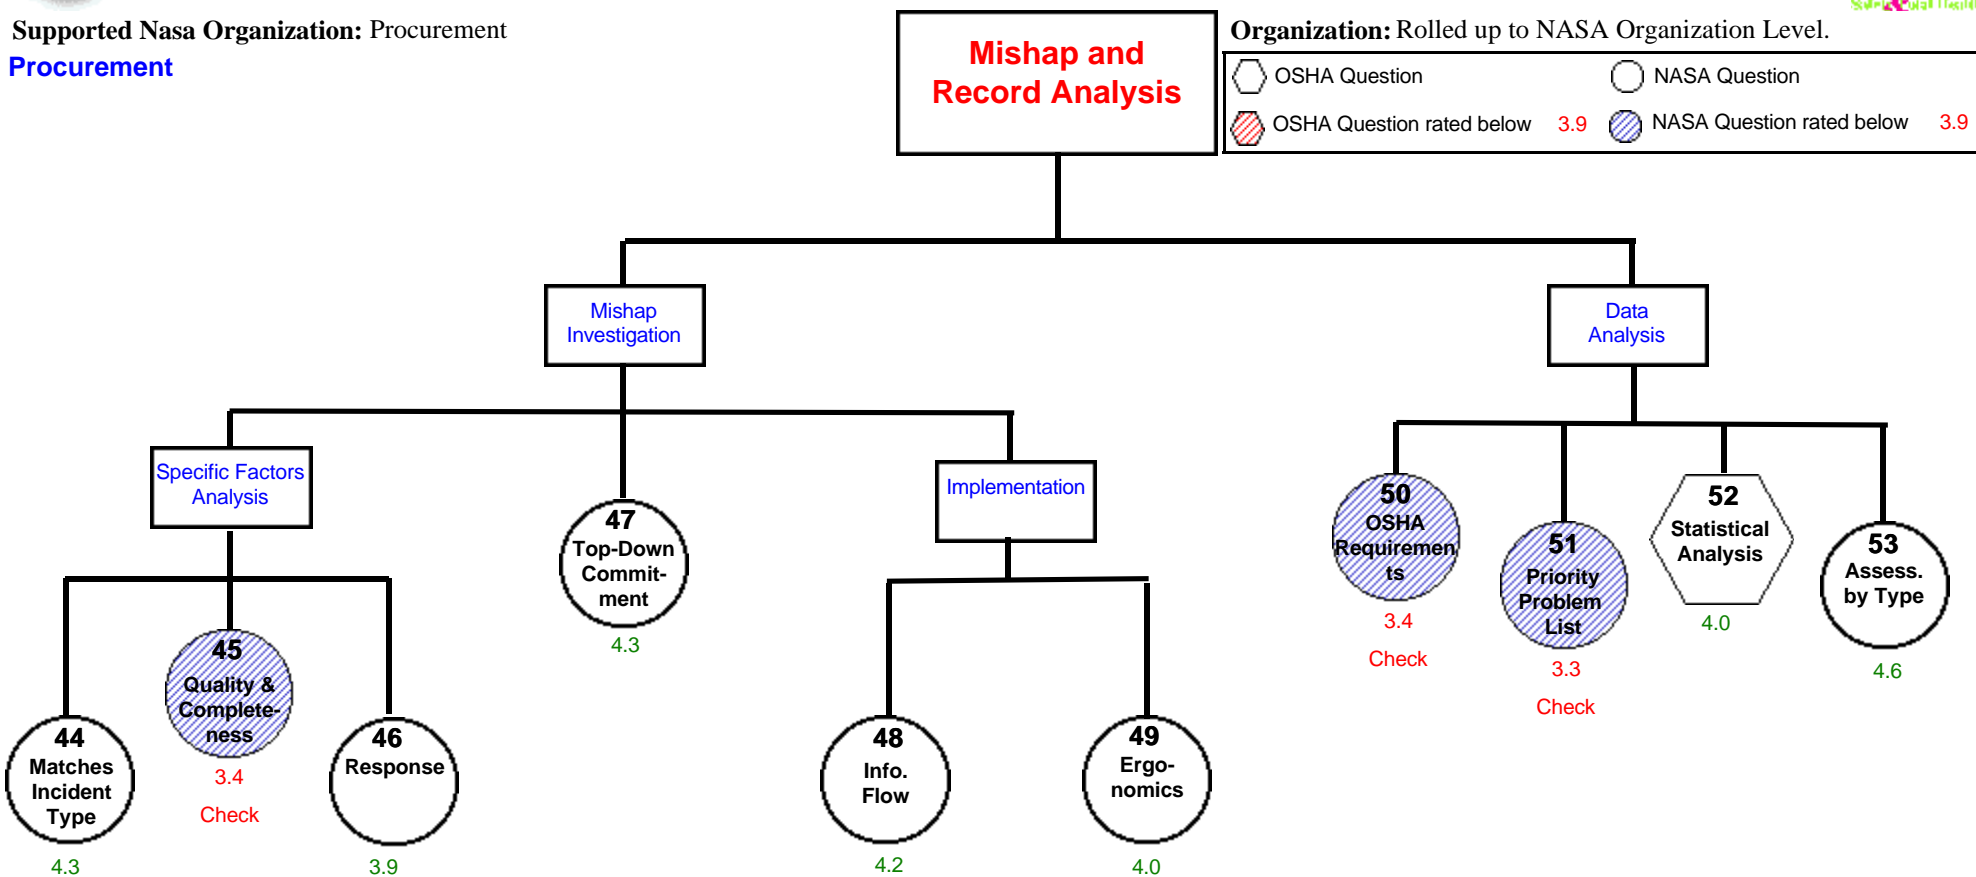 Supported Nasa Organization: Procurement
Procurement
Mishap and
Record Analysis
Organization: Rolled up to NASA Organization Level.
OSHA Question
NASA Question
OSHA Question rated below 3.9
NASA Question rated below 3.9
Mishap
Investigation
Data
Analysis
Specific Factors
Analysis
47
Top-Down
Commit-
ment
4.3
Implementation
50
OSHA
Requiremen
ts
3.4
Check
51
Priority
Problem
List
3.3
Check
52
Statistical
Analysis
4.0
53
Assess.
by Type
4.6
44
Matches
Incident
Type
4.3
45
Quality &
Complete-
ness
3.4
Check
46
Response
3.9
48
Info.
Flow
4.2
49
Ergo-
nomics
4.0